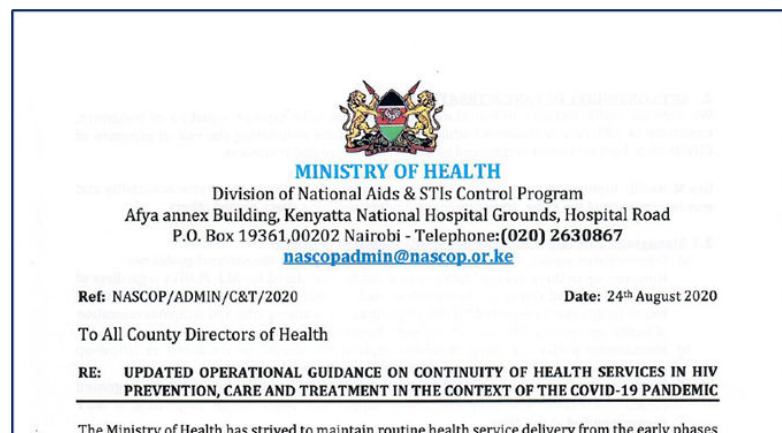 MINISTRY OF HEALTH
Division of National Aids & STIs Control Program
Afya annex Building, Kenyatta National Hospital Grounds, Hospital Road
P.O. Box 19361,00202 Nairobi - Telephone:(020) 2630867
nascopadmin@nascop.or.ke
Ref: NASCOP/ADMIN/C&T/2020 Date: 24th August 2020
To All County Directors of Health
RE: UPDATED OPERATIONAL GUIDANCE ON CONTINUITY OF HEALTH SERVICES IN HIV
PREVENTION, CARE AND TREATMENT IN THE CONTEXT OF THE COVID-19 PANDEMIC
The Ministry of Health has strived to maintain routine health service delivery from the early phases